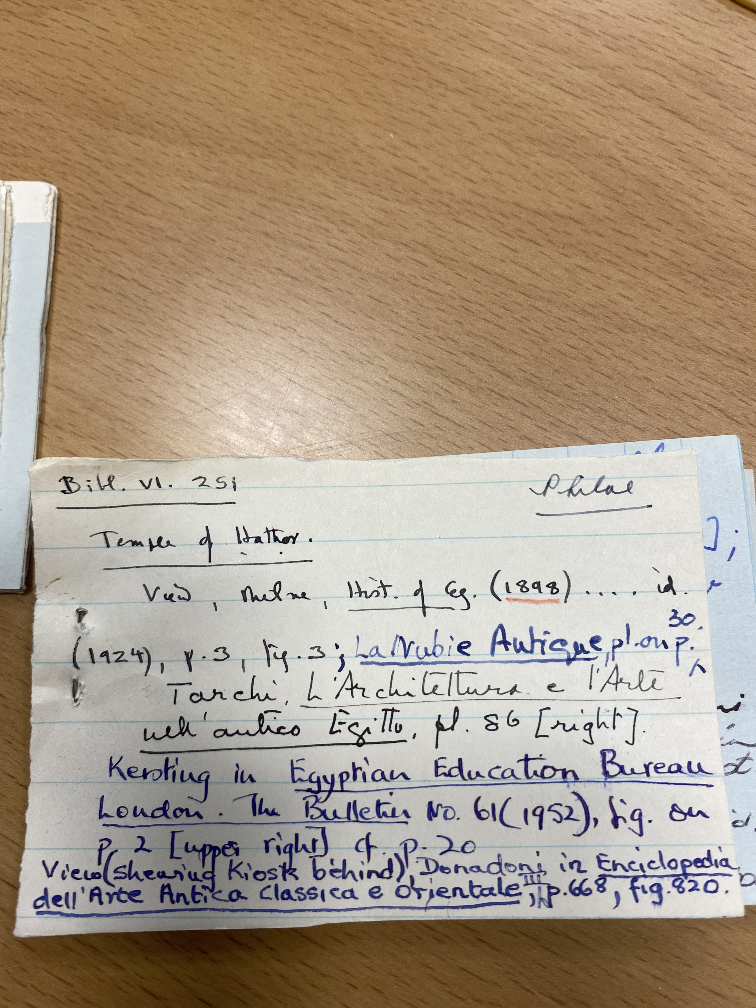 Bibl. VI. 251
Philae
Temple of Hathor.
View, Milne, Hist. of Eg. (1898) .... id.
(1924), p.3, fig.3; La Nubie Antique, pl. on p. 30.
Tarchi, L'Architettura e l'Arte
nell'antico Egitto, pl. 86 [right].
Kersting in Egyptian Education Bureau
London. The Bulletin No. 61 (1952), fig. on
p. 2 [upper right] cf. p. 20
View (shewing Kiosk behind), Donadoni in Enciclopedia
dell'Arte Antica Classica e Orientale, III, p.668, fig.820.